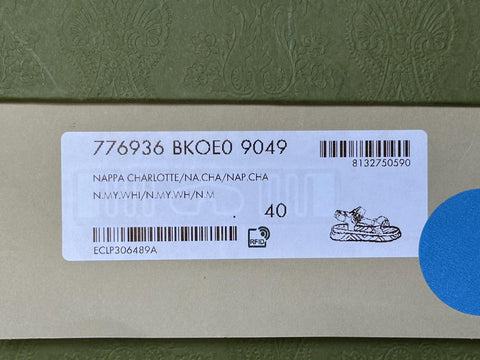 776936 BKOE0 9049
8132750590
NAPPA CHARLOTTE/NA.CHA/NAP.CHA
N.MY.WHI/N.MY.WH/N.M
. 40
ECLP306489A
RFID